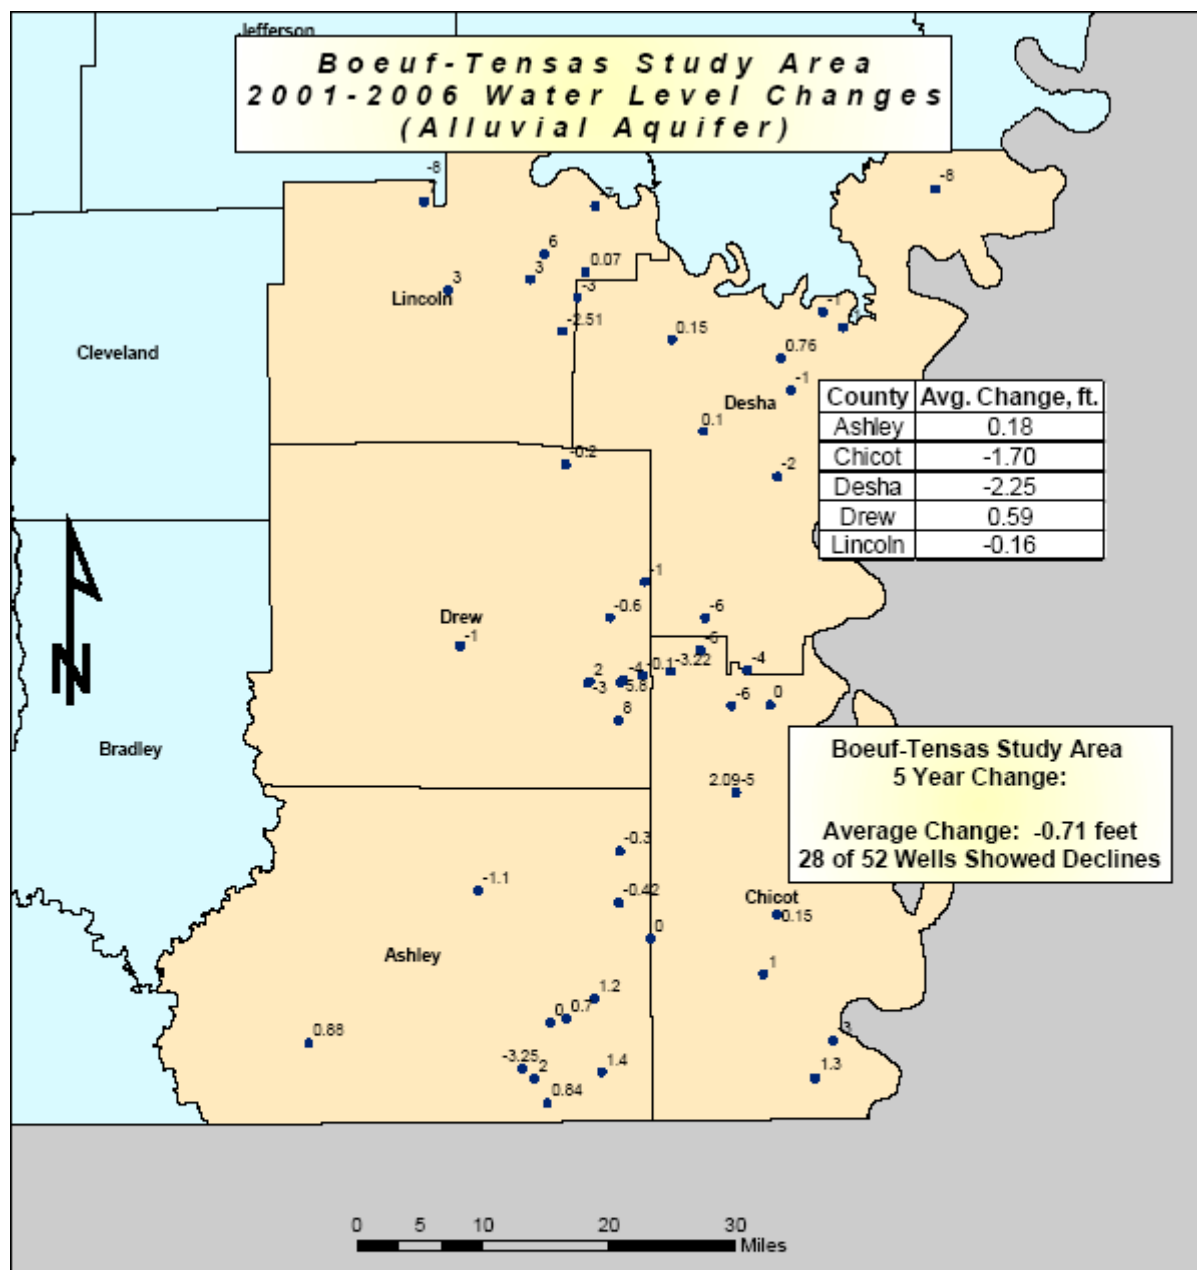 Jefferson
Boeuf-Tensas Study Area
2001-2006 Water Level Changes
(Alluvial Aquifer)
-8
-8
6
0.07
3
3
-3
Lincoln
-1
-2.51
0.15
Cleveland
0.76
-1
County Avg. Change, ft.
Ashley 0.18
Chicot -1.70
Desha -2.25
Drew 0.59
Lincoln -0.16
Desha
0.1
-0.2
-2
-1
-0.6
-6
Drew
-1
-4
-0.1
-3.22
-4
2
-3
-5.8
-6
0
8
N
Bradley
Boeuf-Tensas Study Area
5 Year Change:
Average Change: -0.71 feet
28 of 52 Wells Showed Declines
2.09
-5
-0.3
-1.1
-0.42
Chicot
0.15
0
Ashley
1
1.2
0
0.7
0.88
3
-3.25
2
1.4
1.3
0.84
0 5 10 20 30
Miles